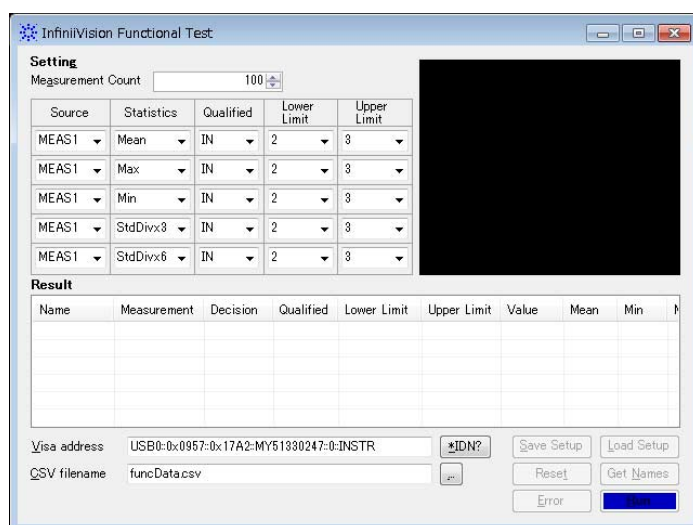 InfiniiVision Functional Test
Setting
Measurement Count 100
Source Statistics Qualified Lower Limit Upper Limit
MEAS1 Mean IN 2 3
MEAS1 Max IN 2 3
MEAS1 Min IN 2 3
MEAS1 StdDivx3 IN 2 3
MEAS1 StdDivx6 IN 2 3
Result
Name Measurement Decision Qualified Lower Limit Upper Limit Value Mean Min
Visa address USB0::0x0957::0x17A2::MY51330247::0::INSTR *IDN? Save Setup Load Setup
CSV filename funcData.csv ... Reset Get Names
Error Run